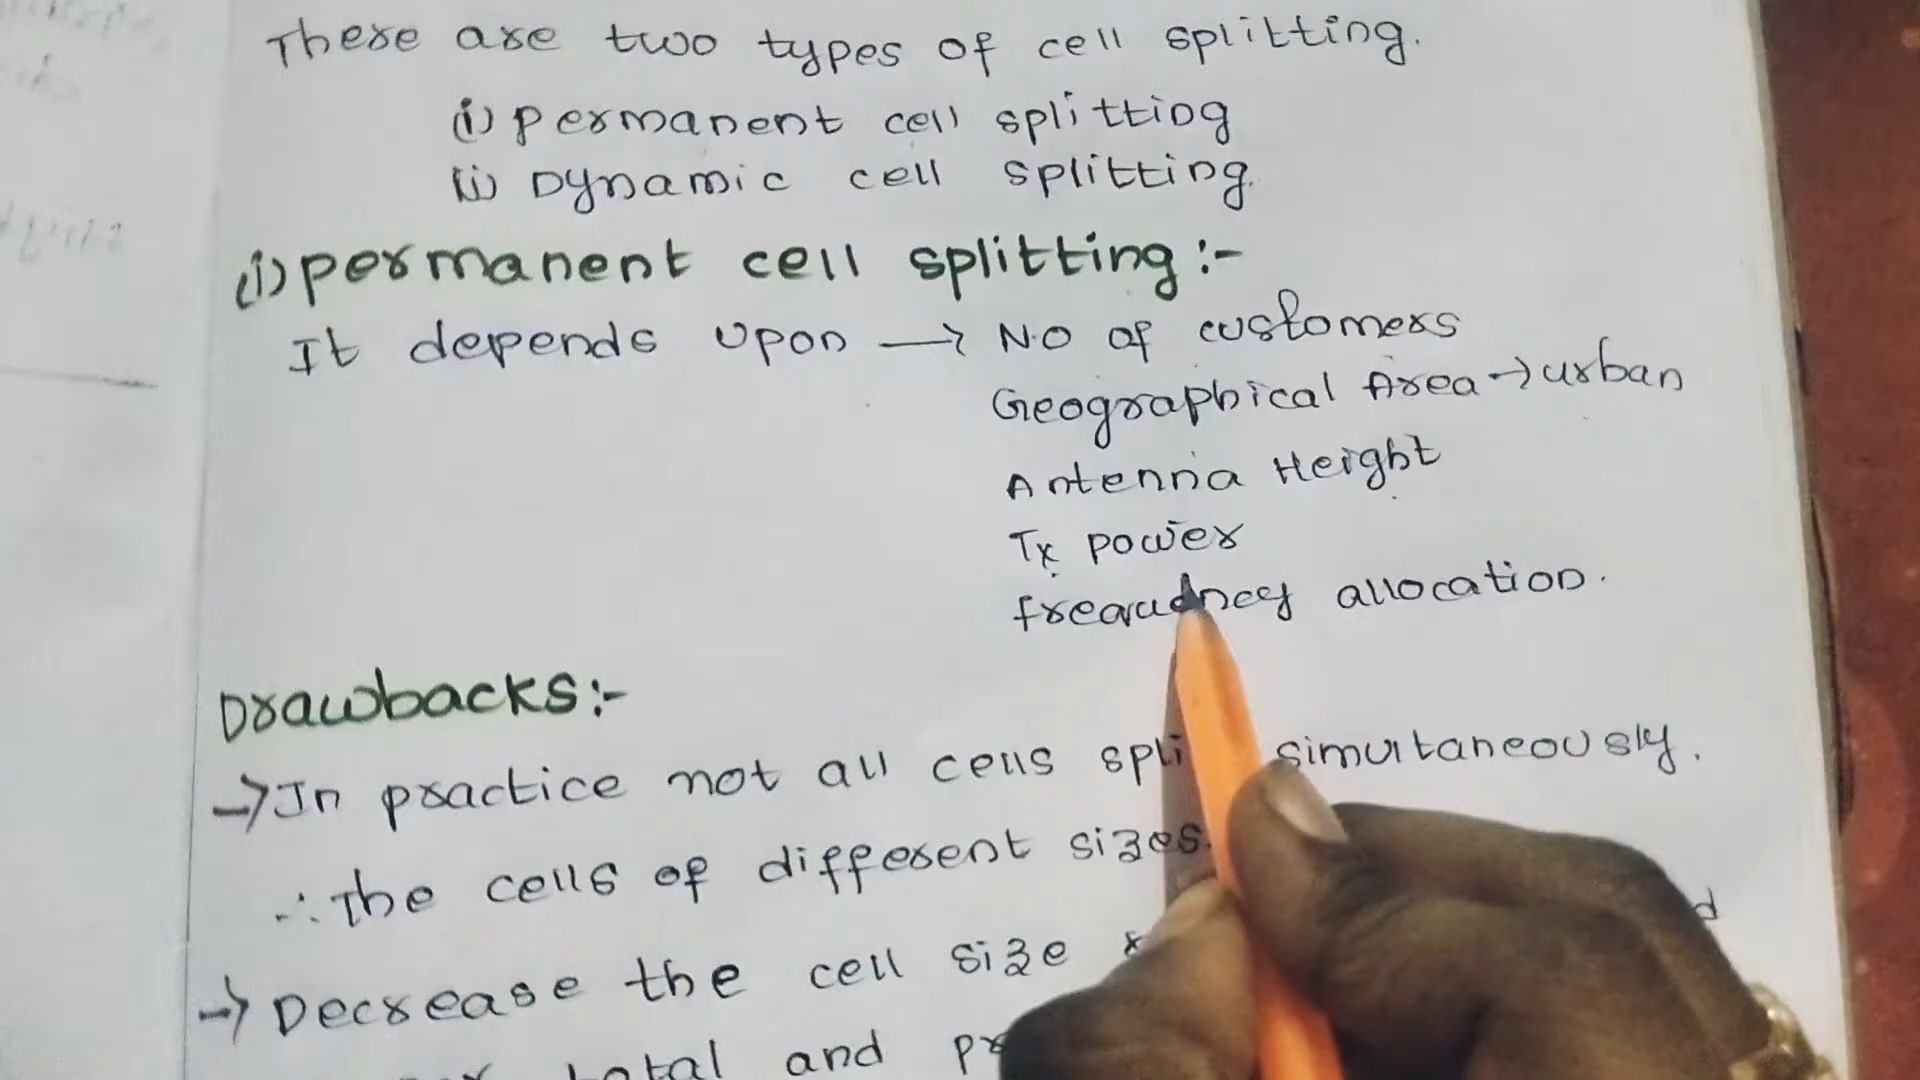 There are two types of cell splitting.
(i) permanent cell splitting
(ii) Dynamic cell splitting.
(i) permanent cell splitting :-
It depends upon → N.O of customers
Geographical Area → urban
Antenna Height
Tx power
frequency allocation.
Drawbacks :-
→ In practice not all cells split simultaneously.
∴ The cells of different sizes.
→ Decrease the cell size
total and